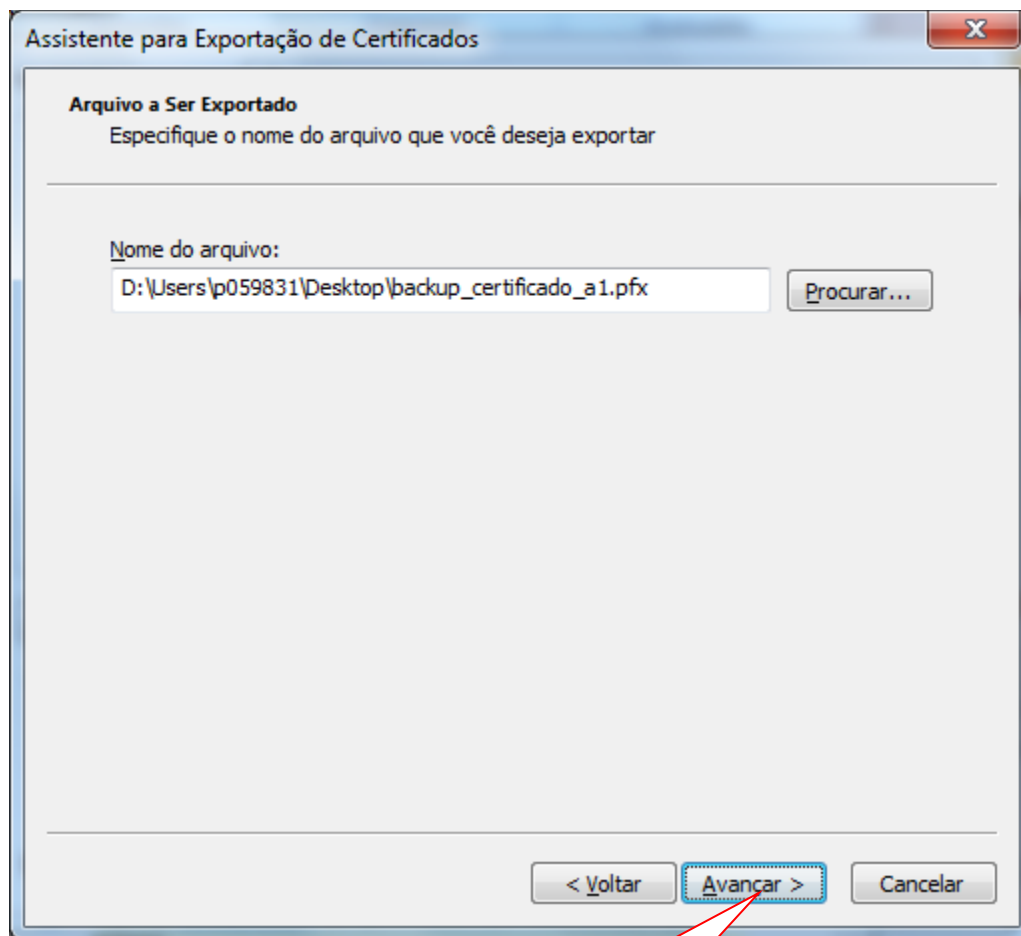 Assistente para Exportação de Certificados
Arquivo a Ser Exportado
Especifique o nome do arquivo que você deseja exportar
Nome do arquivo:
D:\Users\p059831\Desktop\backup_certificado_a1.pfx
Procurar...
< Voltar
Avançar >
Cancelar